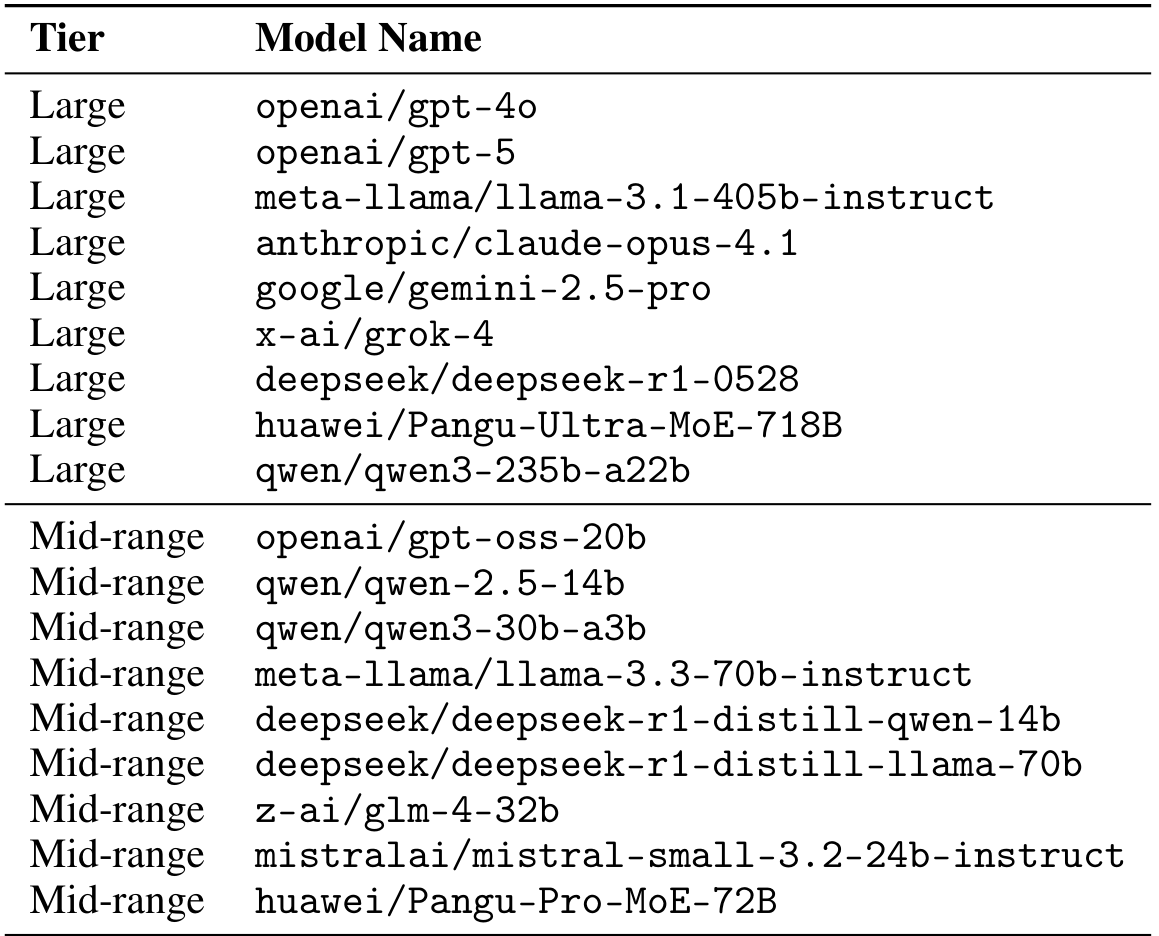 Tier Model Name
Large openai/gpt-4o
Large openai/gpt-5
Large meta-llama/llama-3.1-405b-instruct
Large anthropic/claude-opus-4.1
Large google/gemini-2.5-pro
Large x-ai/grok-4
Large deepseek/deepseek-r1-0528
Large huawei/Pangu-Ultra-MoE-718B
Large qwen/qwen3-235b-a22b
Mid-range openai/gpt-oss-20b
Mid-range qwen/qwen-2.5-14b
Mid-range qwen/qwen3-30b-a3b
Mid-range meta-llama/llama-3.3-70b-instruct
Mid-range deepseek/deepseek-r1-distill-qwen-14b
Mid-range deepseek/deepseek-r1-distill-llama-70b
Mid-range z-ai/glm-4-32b
Mid-range mistralai/mistral-small-3.2-24b-instruct
Mid-range huawei/Pangu-Pro-MoE-72B